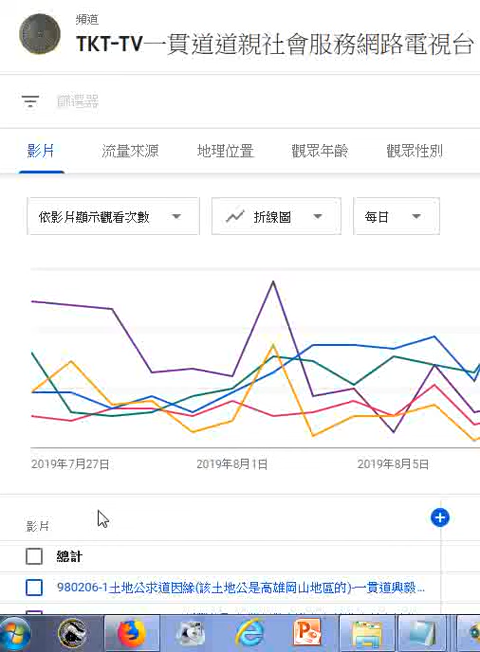 頻道
TKT-TV一貫道道親社會服務網路電視台
篩選器
影片 流量來源 地理位置 觀眾年齡 觀眾性別
依影片顯示觀看次數 折線圖 每日
2019年7月27日 2019年8月1日 2019年8月5日
影片
總計
980206-1土地公求道因緣(該土地公是高雄岡山地區的)-一貫道興毅...